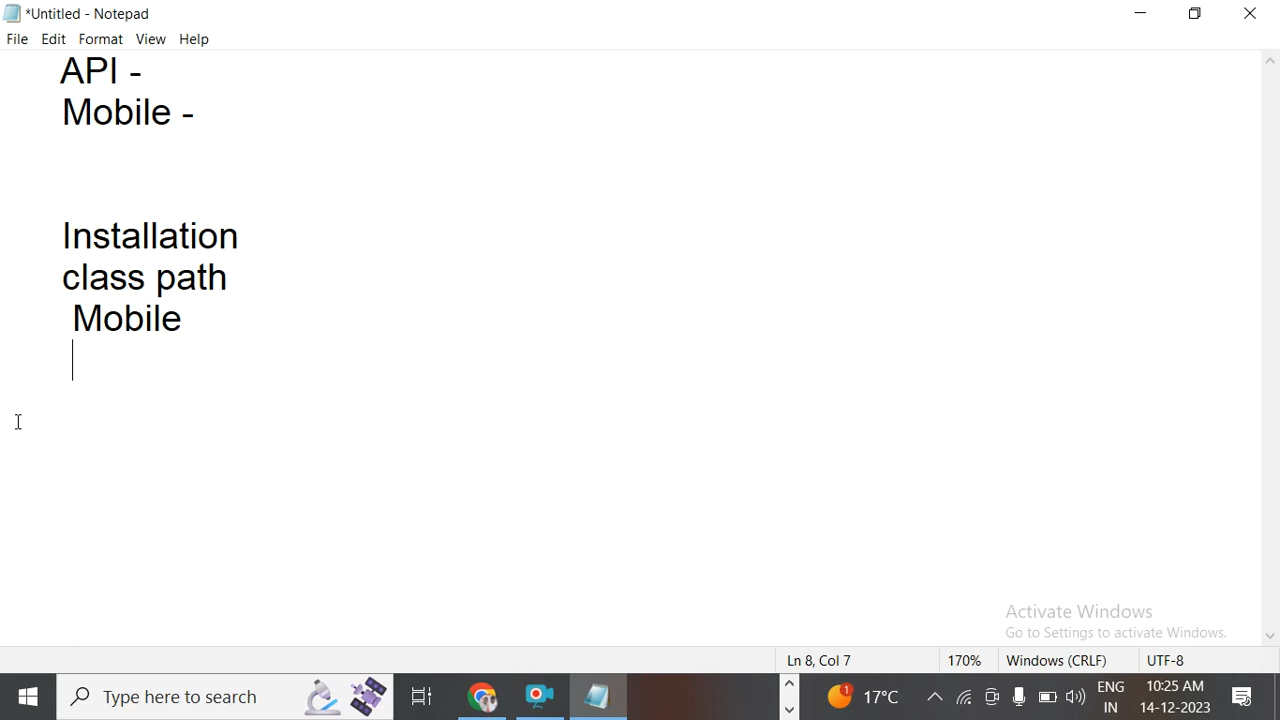 *Untitled - Notepad
File Edit Format View Help
API -
Mobile -
Installation
class path
Mobile
Activate Windows
Go to Settings to activate Windows.
Ln 8, Col 7 170% Windows (CRLF) UTF-8
Type here to search 1 17°C ENG IN 10:25 AM 14-12-2023